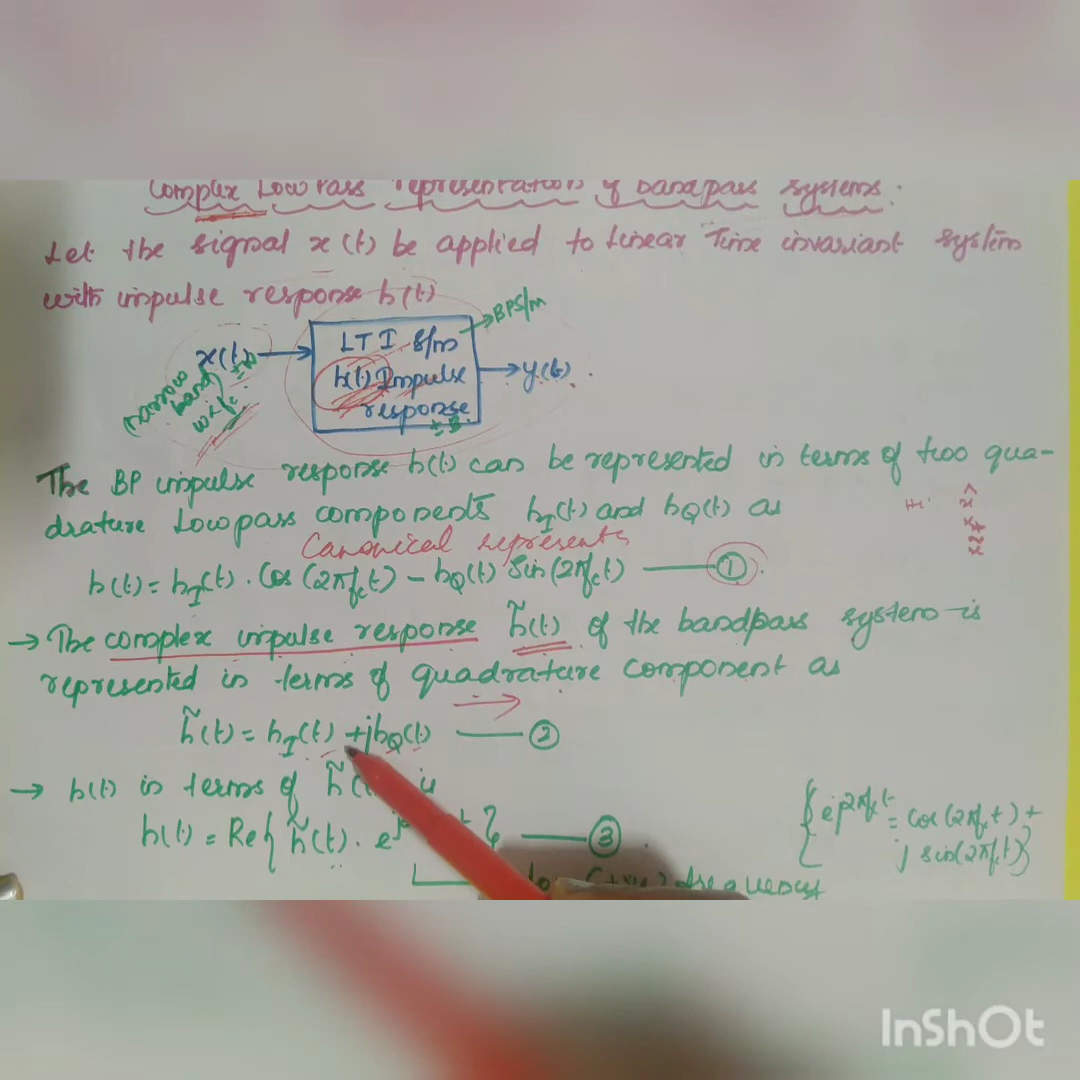 Complex Lowpass representation of bandpass systems.
Let the signal x(t) be applied to Linear Time invariant system
with impulse response h(t)
x(t) → LTI S/m → y(t).
h(t) Impulse
response
±B
→ BPS/m
(narrow
band)
w<fc
±W
The BP impulse response h(t) can be represented in terms of two qua-
drature Lowpass components hI(t) and hQ(t) as
Canonical represents
h(t) = hI(t). Cos(2πfct) - hQ(t) Sin(2πfct) —— ①
→ The complex impulse response h̃(t) of the bandpass system is
represented in terms of quadrature component as
h̃(t) = hI(t) + jhQ(t) —— ②
→ h(t) in terms of
h(t) = Re{ h̃(t). e —— ③
{ e^j2πfct = cos(2πfct) +
j sin(2πfct)}
frequency
InShOt